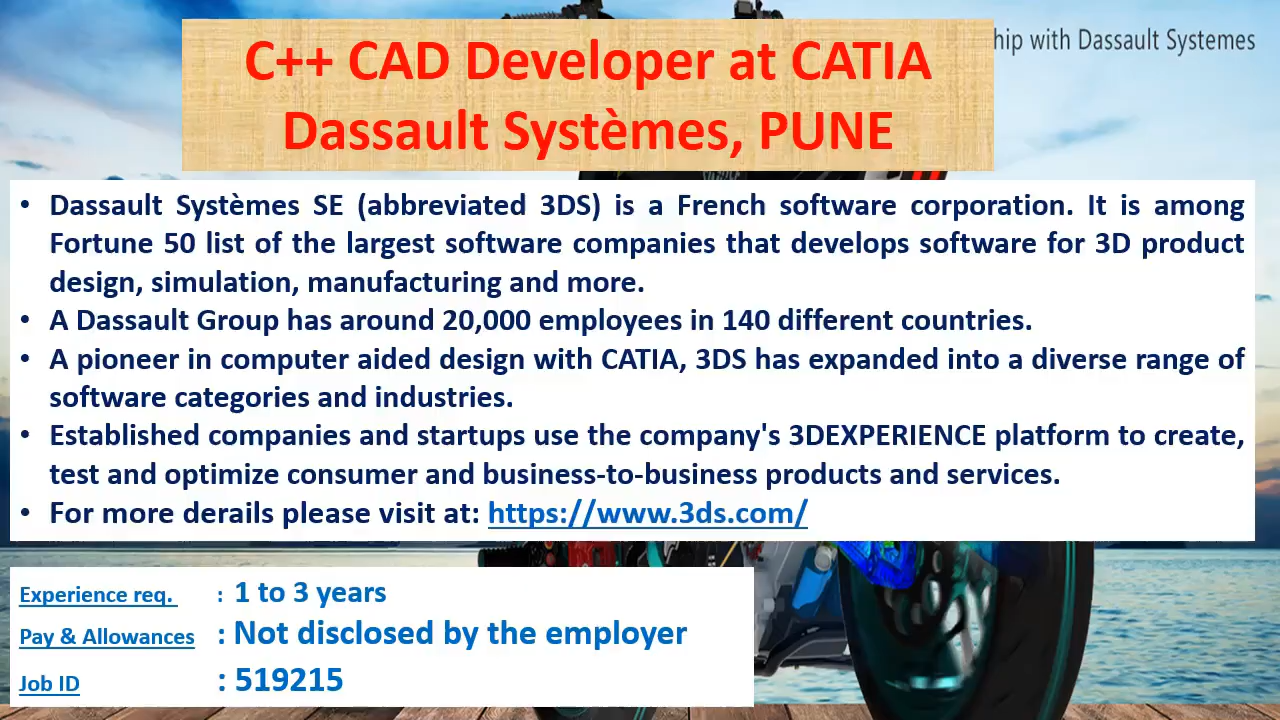 hip with Dassault Systemes
C++ CAD Developer at CATIA
Dassault Systèmes, PUNE
• Dassault Systèmes SE (abbreviated 3DS) is a French software corporation. It is among
Fortune 50 list of the largest software companies that develops software for 3D product
design, simulation, manufacturing and more.
• A Dassault Group has around 20,000 employees in 140 different countries.
• A pioneer in computer aided design with CATIA, 3DS has expanded into a diverse range of
software categories and industries.
• Established companies and startups use the company's 3DEXPERIENCE platform to create,
test and optimize consumer and business-to-business products and services.
• For more derails please visit at: https://www.3ds.com/
Experience req. : 1 to 3 years
Pay & Allowances : Not disclosed by the employer
Job ID : 519215